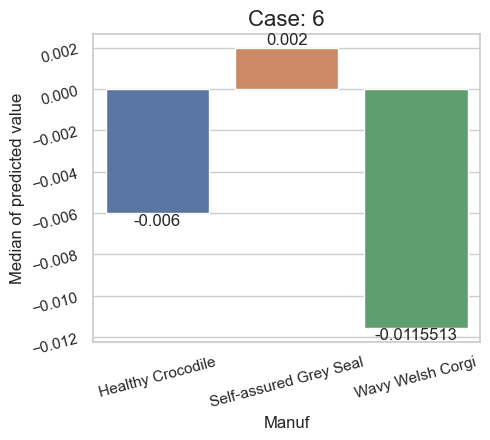 Case: 6
Median of predicted value
0.002
0.000
−0.002
−0.004
−0.006
−0.008
−0.010
−0.012
0.002
-0.006
-0.0115513
Healthy Crocodile
Self-assured Grey Seal
Wavy Welsh Corgi
Manuf